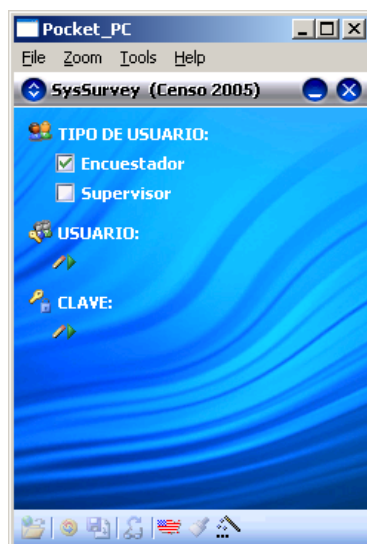 Pocket_PC
File Zoom Tools Help
SysSurvey (Censo 2005)
TIPO DE USUARIO:
Encuestador
Supervisor
USUARIO:
CLAVE: